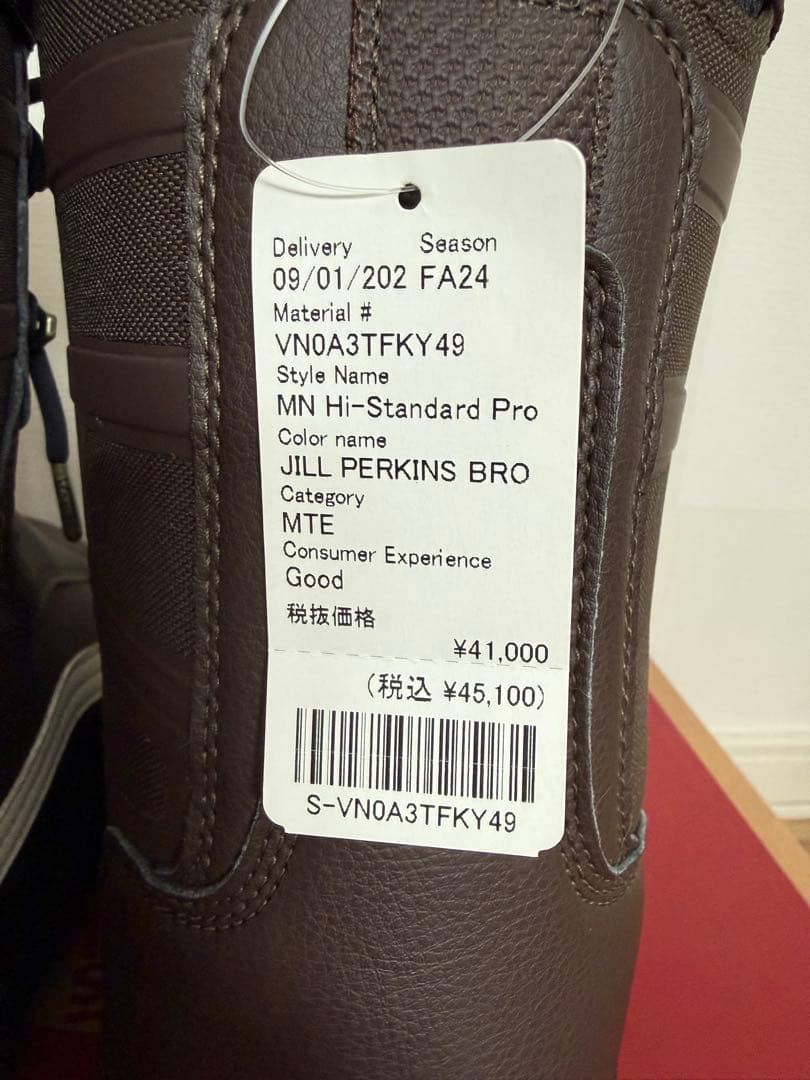 Delivery Season
09/01/202 FA24
Material #
VN0A3TFKY49
Style Name
MN Hi-Standard Pro
Color name
JILL PERKINS BRO
Category
MTE
Consumer Experience
Good
税抜価格
¥41,000
(税込 ¥45,100)
S-VN0A3TFKY49